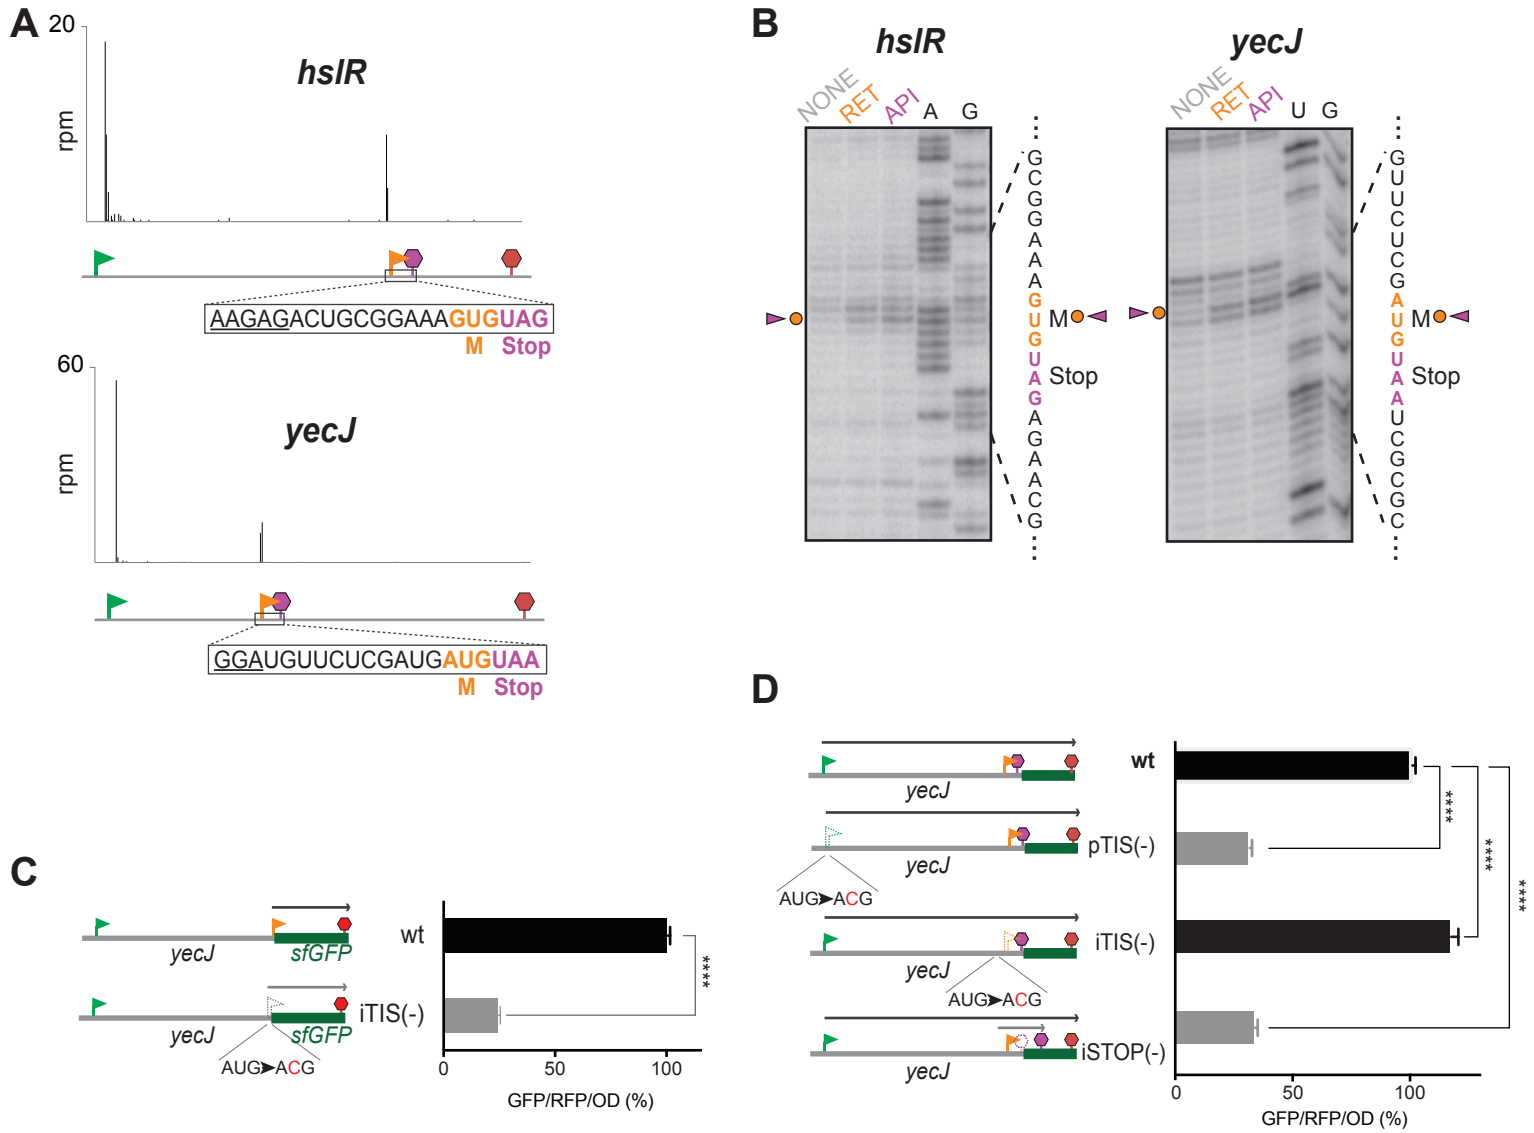 A
20
rpm
hslR
AAGAGACUGCGGAAAGUGUAG
M Stop
60
rpm
yecJ
GGAUGUUCUCGAUGAUGUAA
M Stop
B
hslR
NONE
RET
API
A
G
⋮
G
C
G
G
A
A
A
G
U
G
U
A
G
A
G
A
A
C
G
⋮
M
Stop
yecJ
NONE
RET
API
U
G
⋮
G
U
U
C
U
C
G
A
U
G
U
A
A
U
C
G
C
G
C
⋮
M
Stop
C
yecJ
sfGFP
wt
yecJ
sfGFP
iTIS(-)
AUG➤ACG
****
0 50 100
GFP/RFP/OD (%)
D
yecJ
wt
yecJ
pTIS(-)
AUG➤ACG
yecJ
iTIS(-)
AUG➤ACG
yecJ
iSTOP(-)
****
****
****
0 50 100
GFP/RFP/OD (%)